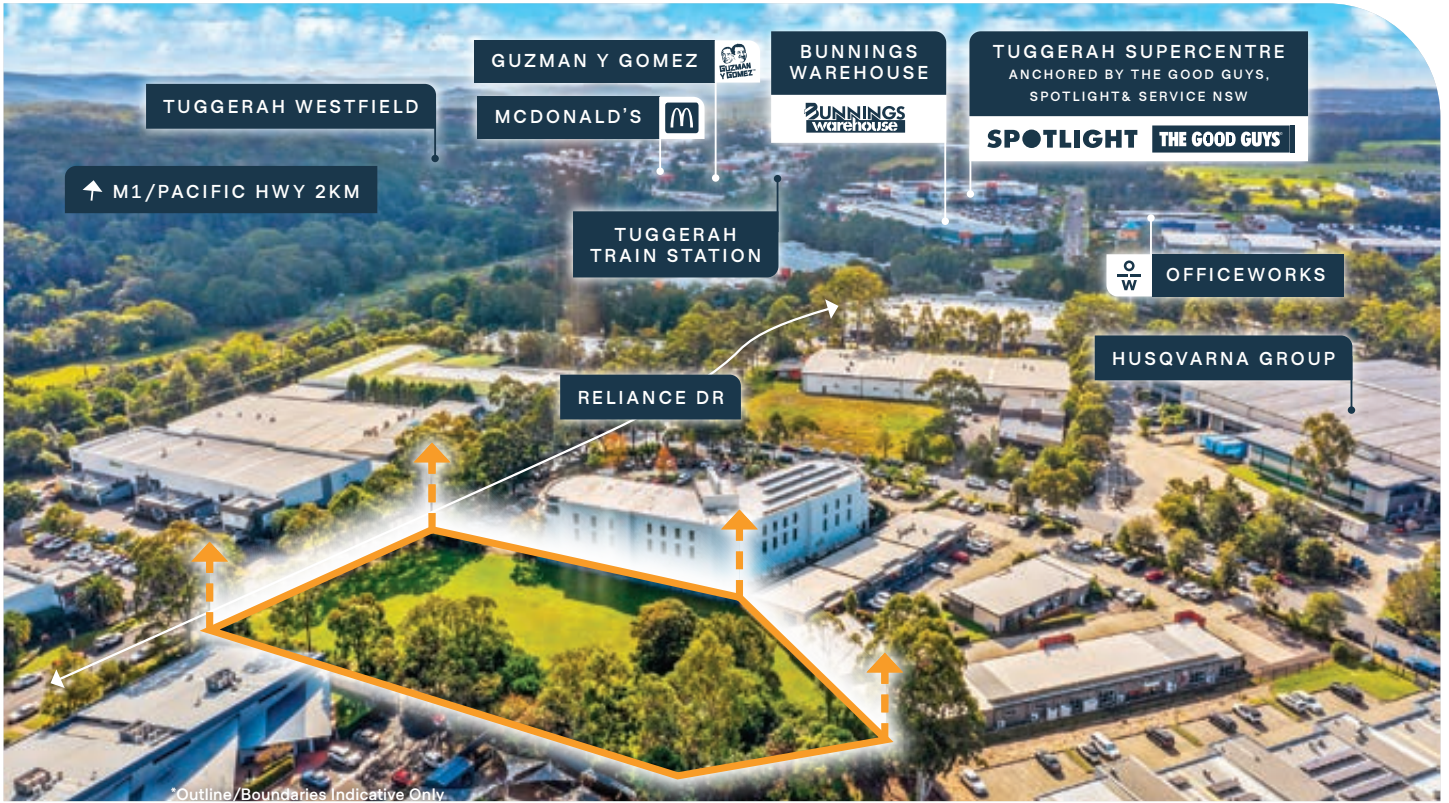 GUZMAN Y GOMEZ
GUZMAN
Y GOMEZ
BUNNINGS
WAREHOUSE
BUNNINGS
warehouse
TUGGERAH SUPERCENTRE
ANCHORED BY THE GOOD GUYS,
SPOTLIGHT& SERVICE NSW
SPOTLIGHT THE GOOD GUYS
TUGGERAH WESTFIELD
MCDONALD'S
M
M1/PACIFIC HWY 2KM
TUGGERAH
TRAIN STATION
OW
OFFICEWORKS
HUSQVARNA GROUP
RELIANCE DR
*Outline/Boundaries Indicative Only